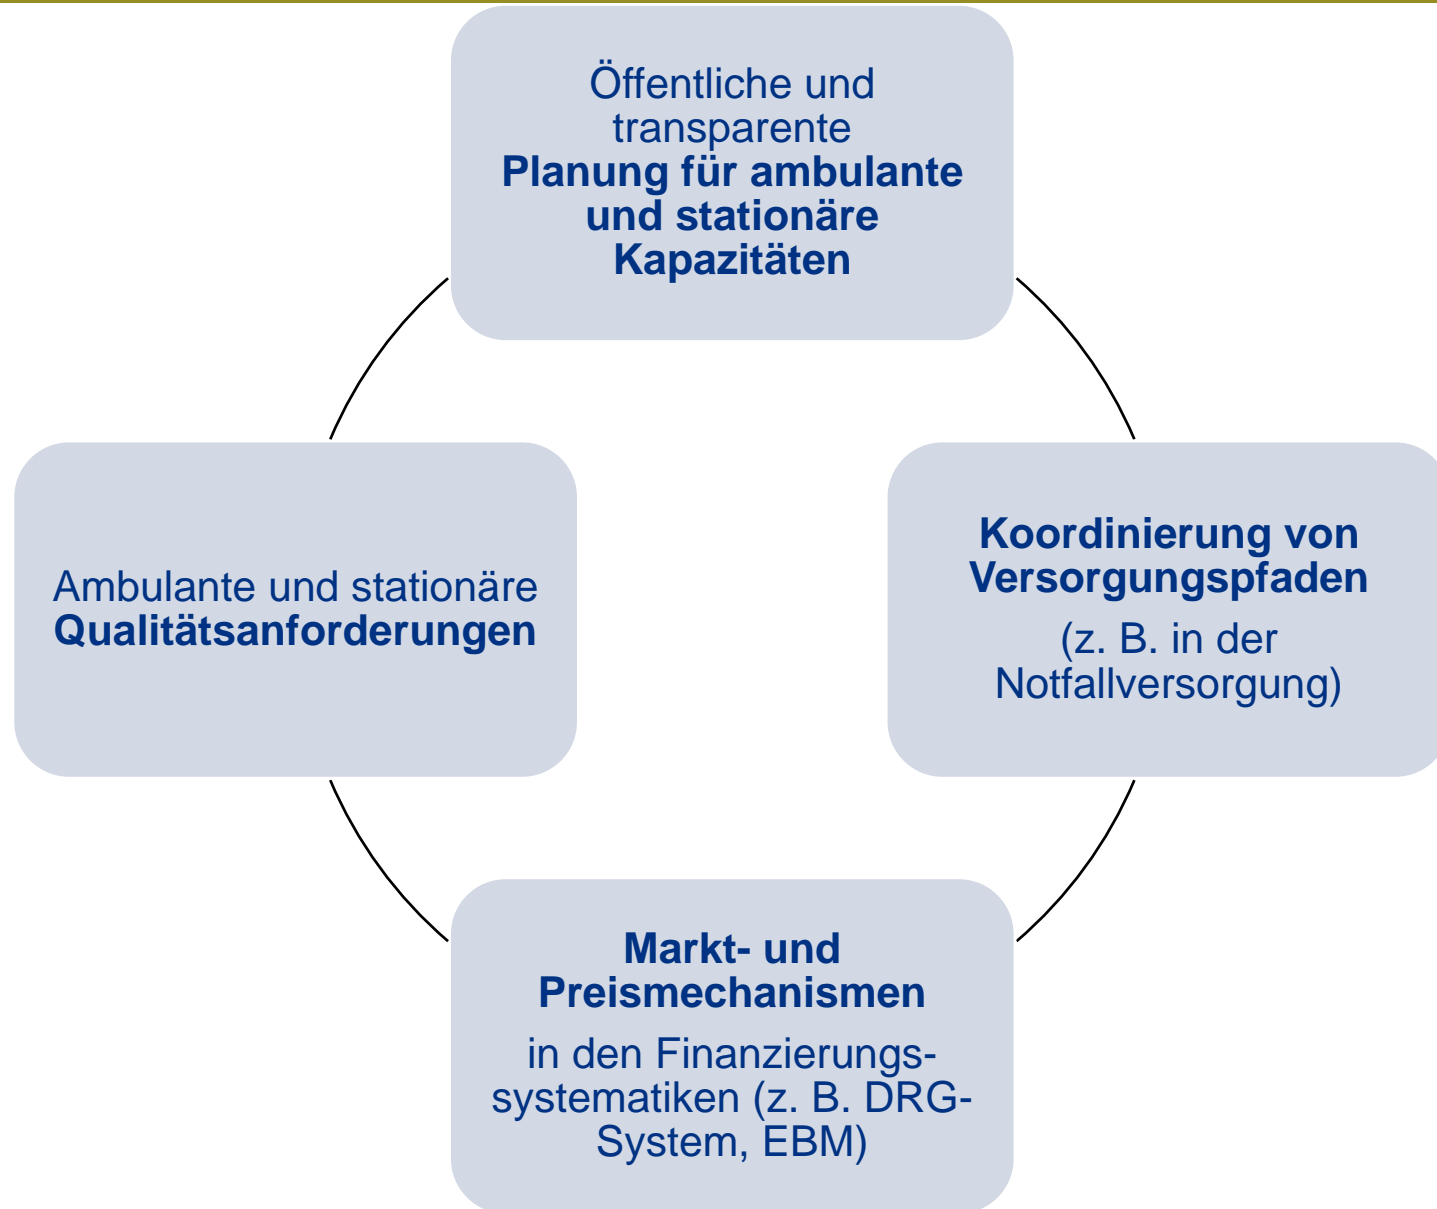 Öffentliche und
transparente
Planung für ambulante
und stationäre
Kapazitäten
Ambulante und stationäre
Qualitätsanforderungen
Koordinierung von
Versorgungspfaden
(z. B. in der
Notfallversorgung)
Markt- und
Preismechanismen
in den Finanzierungs-
systematiken (z. B. DRG-
System, EBM)